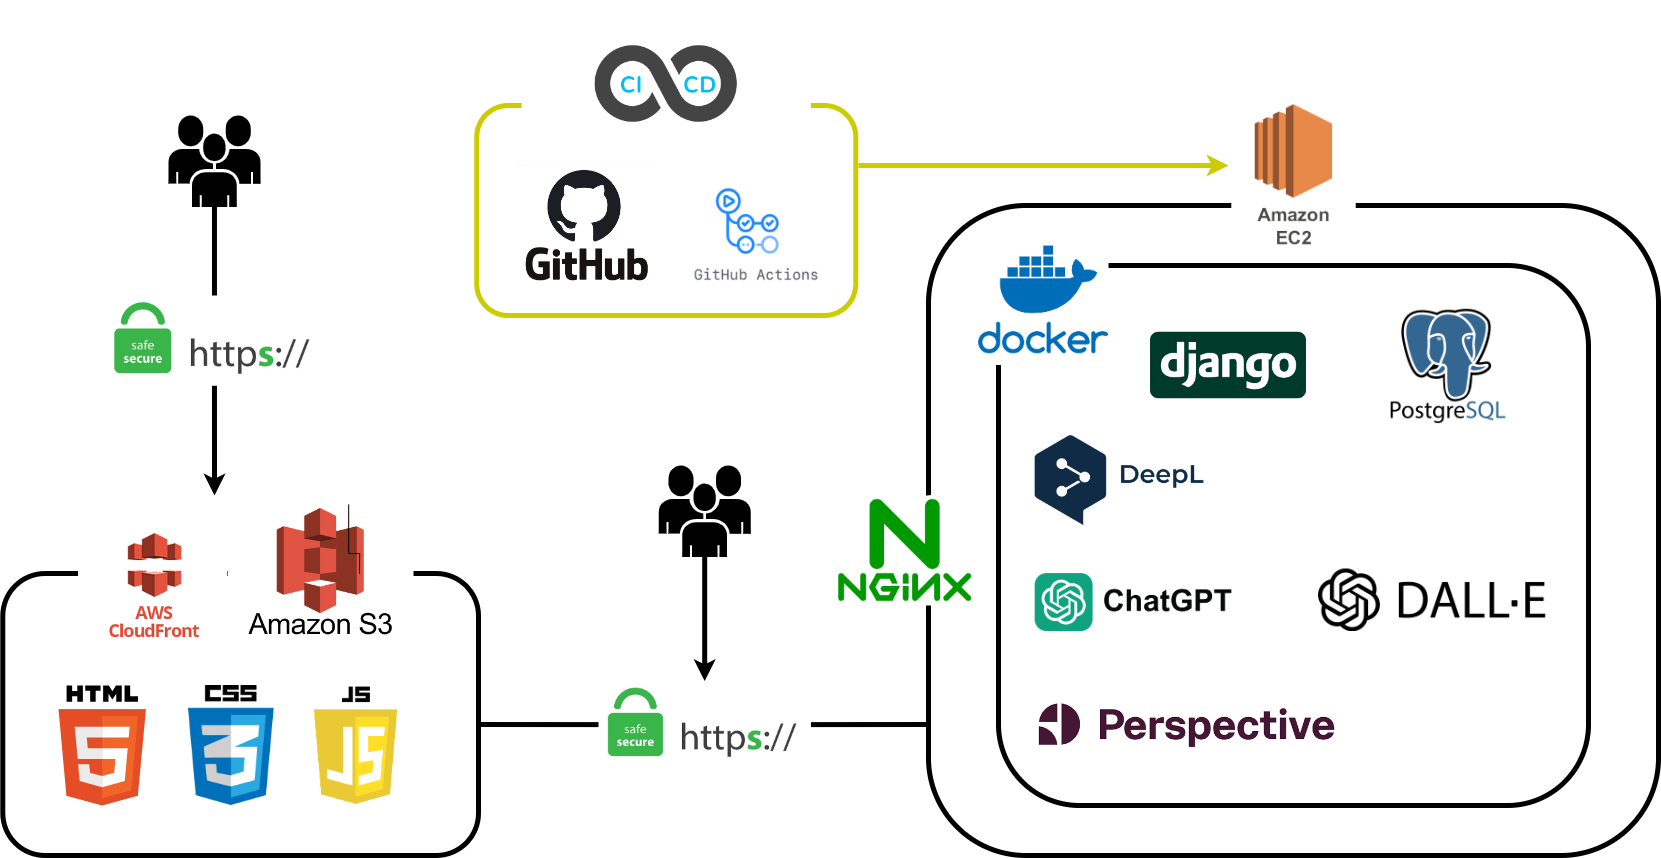 CI CD
GitHub
GitHub Actions
safe
secure
https://
AWS
CloudFront
Amazon S3
HTML
5
CSS
3
JS
JS
safe
secure
https://
NGINX
Amazon
EC2
docker
django
PostgreSQL
DeepL
ChatGPT
DALL·E
Perspective